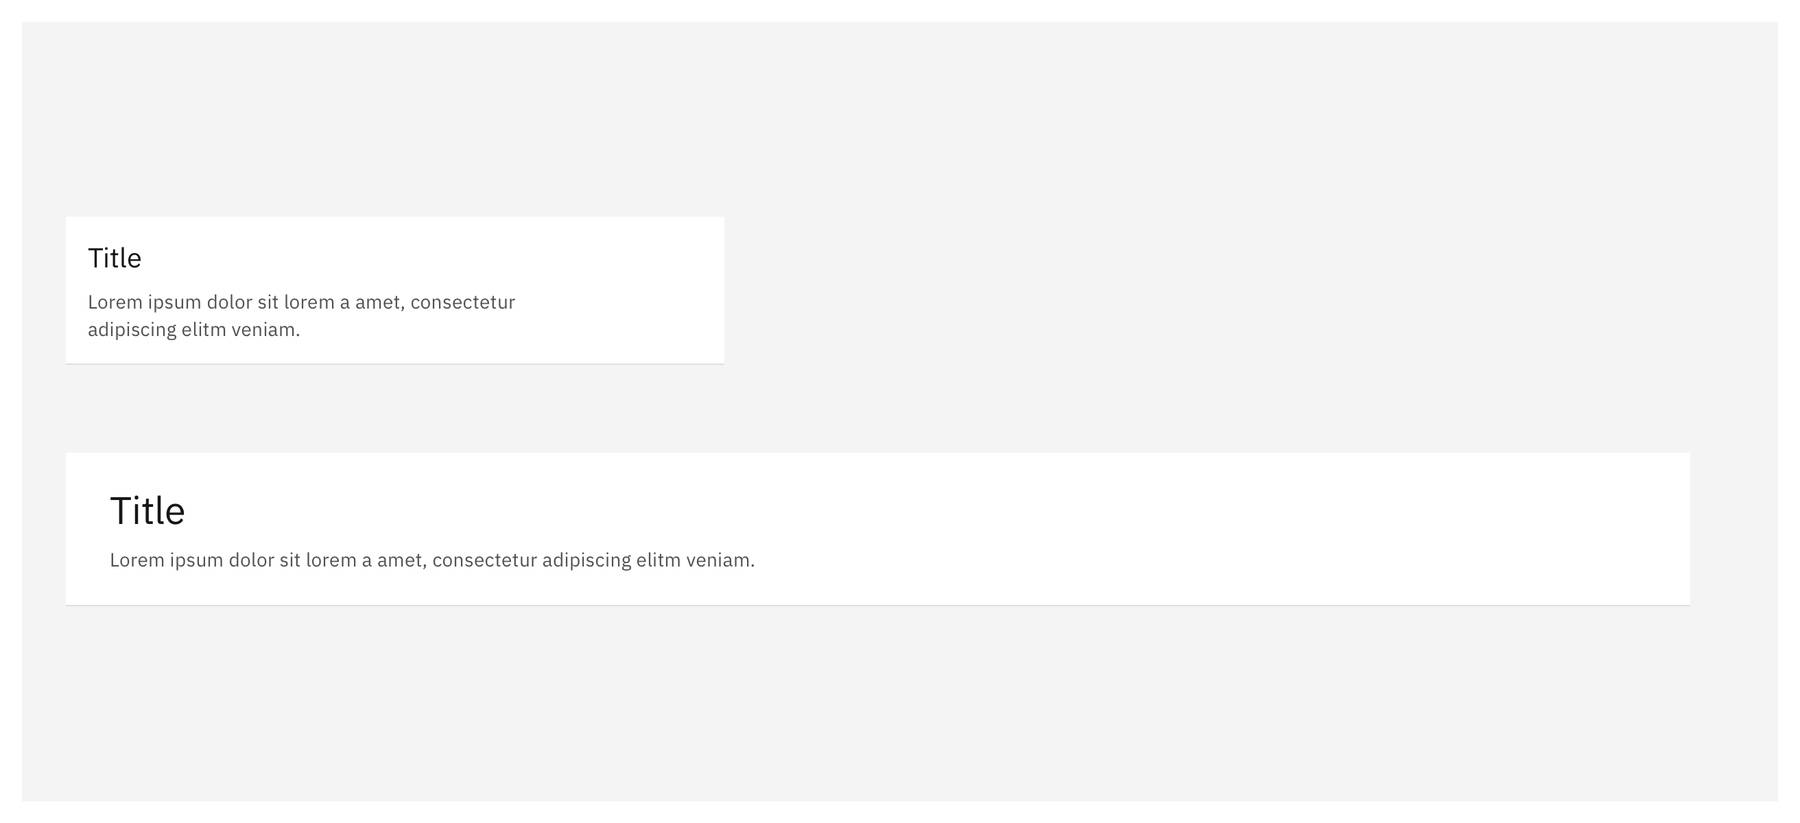 Title
Lorem ipsum dolor sit lorem a amet, consectetur
adipiscing elitm veniam.
Title
Lorem ipsum dolor sit lorem a amet, consectetur adipiscing elitm veniam.